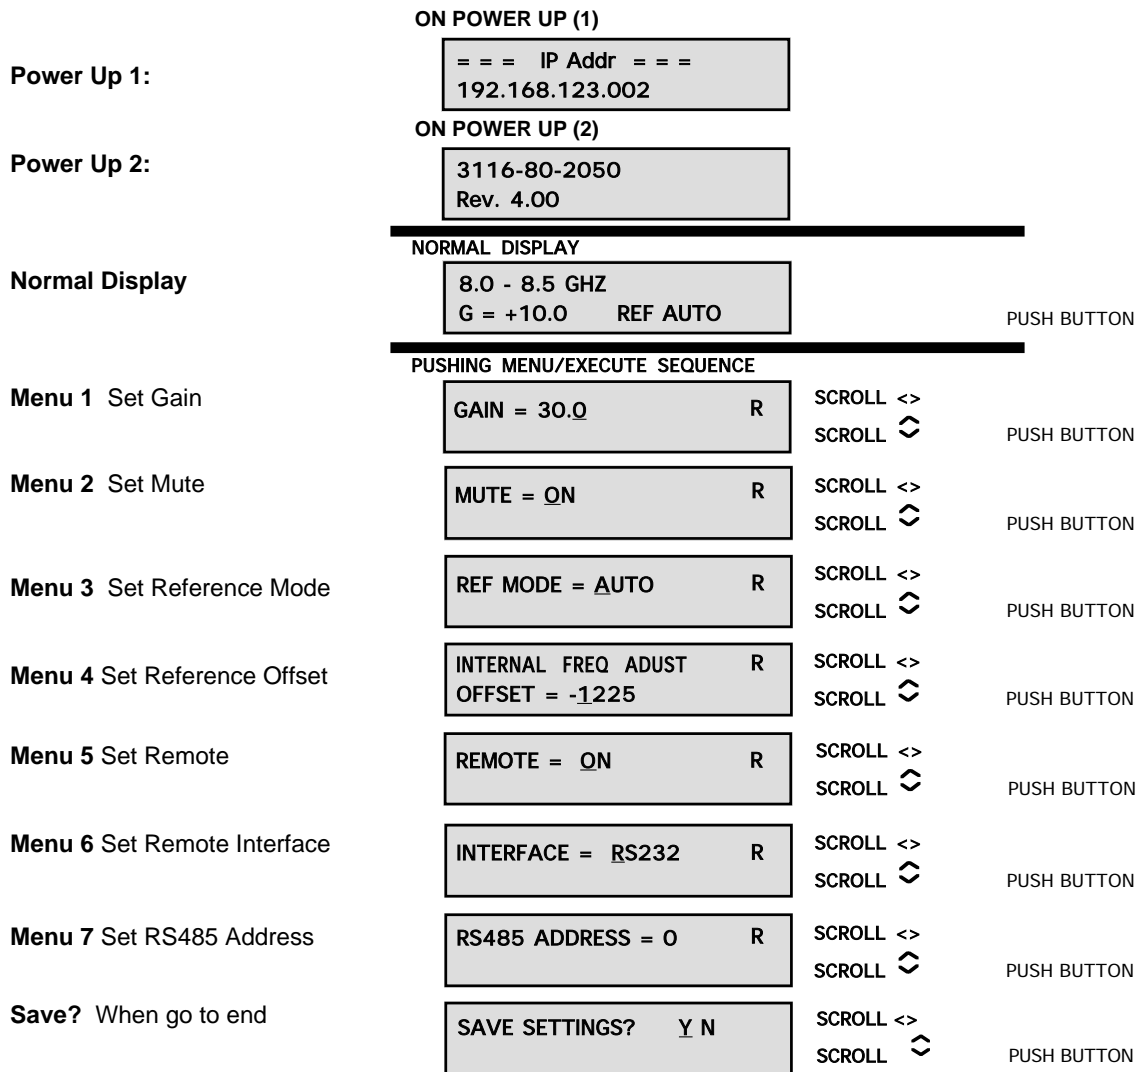 ON POWER UP (1)
Power Up 1:
= = = IP Addr = = =
192.168.123.002
ON POWER UP (2)
Power Up 2:
3116-80-2050
Rev. 4.00
NORMAL DISPLAY
Normal Display
8.0 - 8.5 GHZ
G = +10.0 REF AUTO
PUSH BUTTON
PUSHING MENU/EXECUTE SEQUENCE
Menu 1 Set Gain
GAIN = 30.0 R
SCROLL <>
SCROLL
PUSH BUTTON
Menu 2 Set Mute
MUTE = ON R
SCROLL <>
SCROLL
PUSH BUTTON
Menu 3 Set Reference Mode
REF MODE = AUTO R
SCROLL <>
SCROLL
PUSH BUTTON
Menu 4 Set Reference Offset
INTERNAL FREQ ADUST R
OFFSET = -1225
SCROLL <>
SCROLL
PUSH BUTTON
Menu 5 Set Remote
REMOTE = ON R
SCROLL <>
SCROLL
PUSH BUTTON
Menu 6 Set Remote Interface
INTERFACE = RS232 R
SCROLL <>
SCROLL
PUSH BUTTON
Menu 7 Set RS485 Address
RS485 ADDRESS = 0 R
SCROLL <>
SCROLL
PUSH BUTTON
Save? When go to end
SAVE SETTINGS? Y N
SCROLL <>
SCROLL
PUSH BUTTON